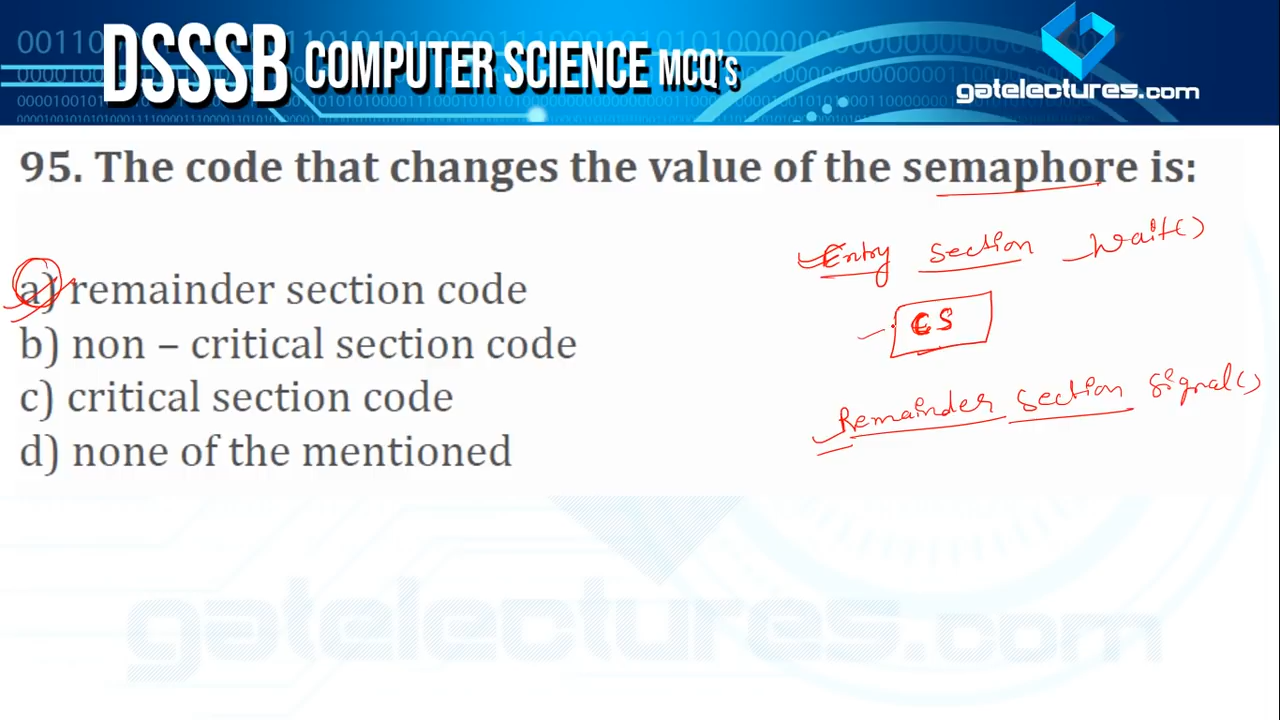 DSSSB COMPUTER SCIENCE MCQ's
gatelectures.com
95. The code that changes the value of the semaphore is:
Entry section wait()
a) remainder section code
CS
b) non – critical section code
c) critical section code
Remainder section signal()
d) none of the mentioned
gatelectures.com